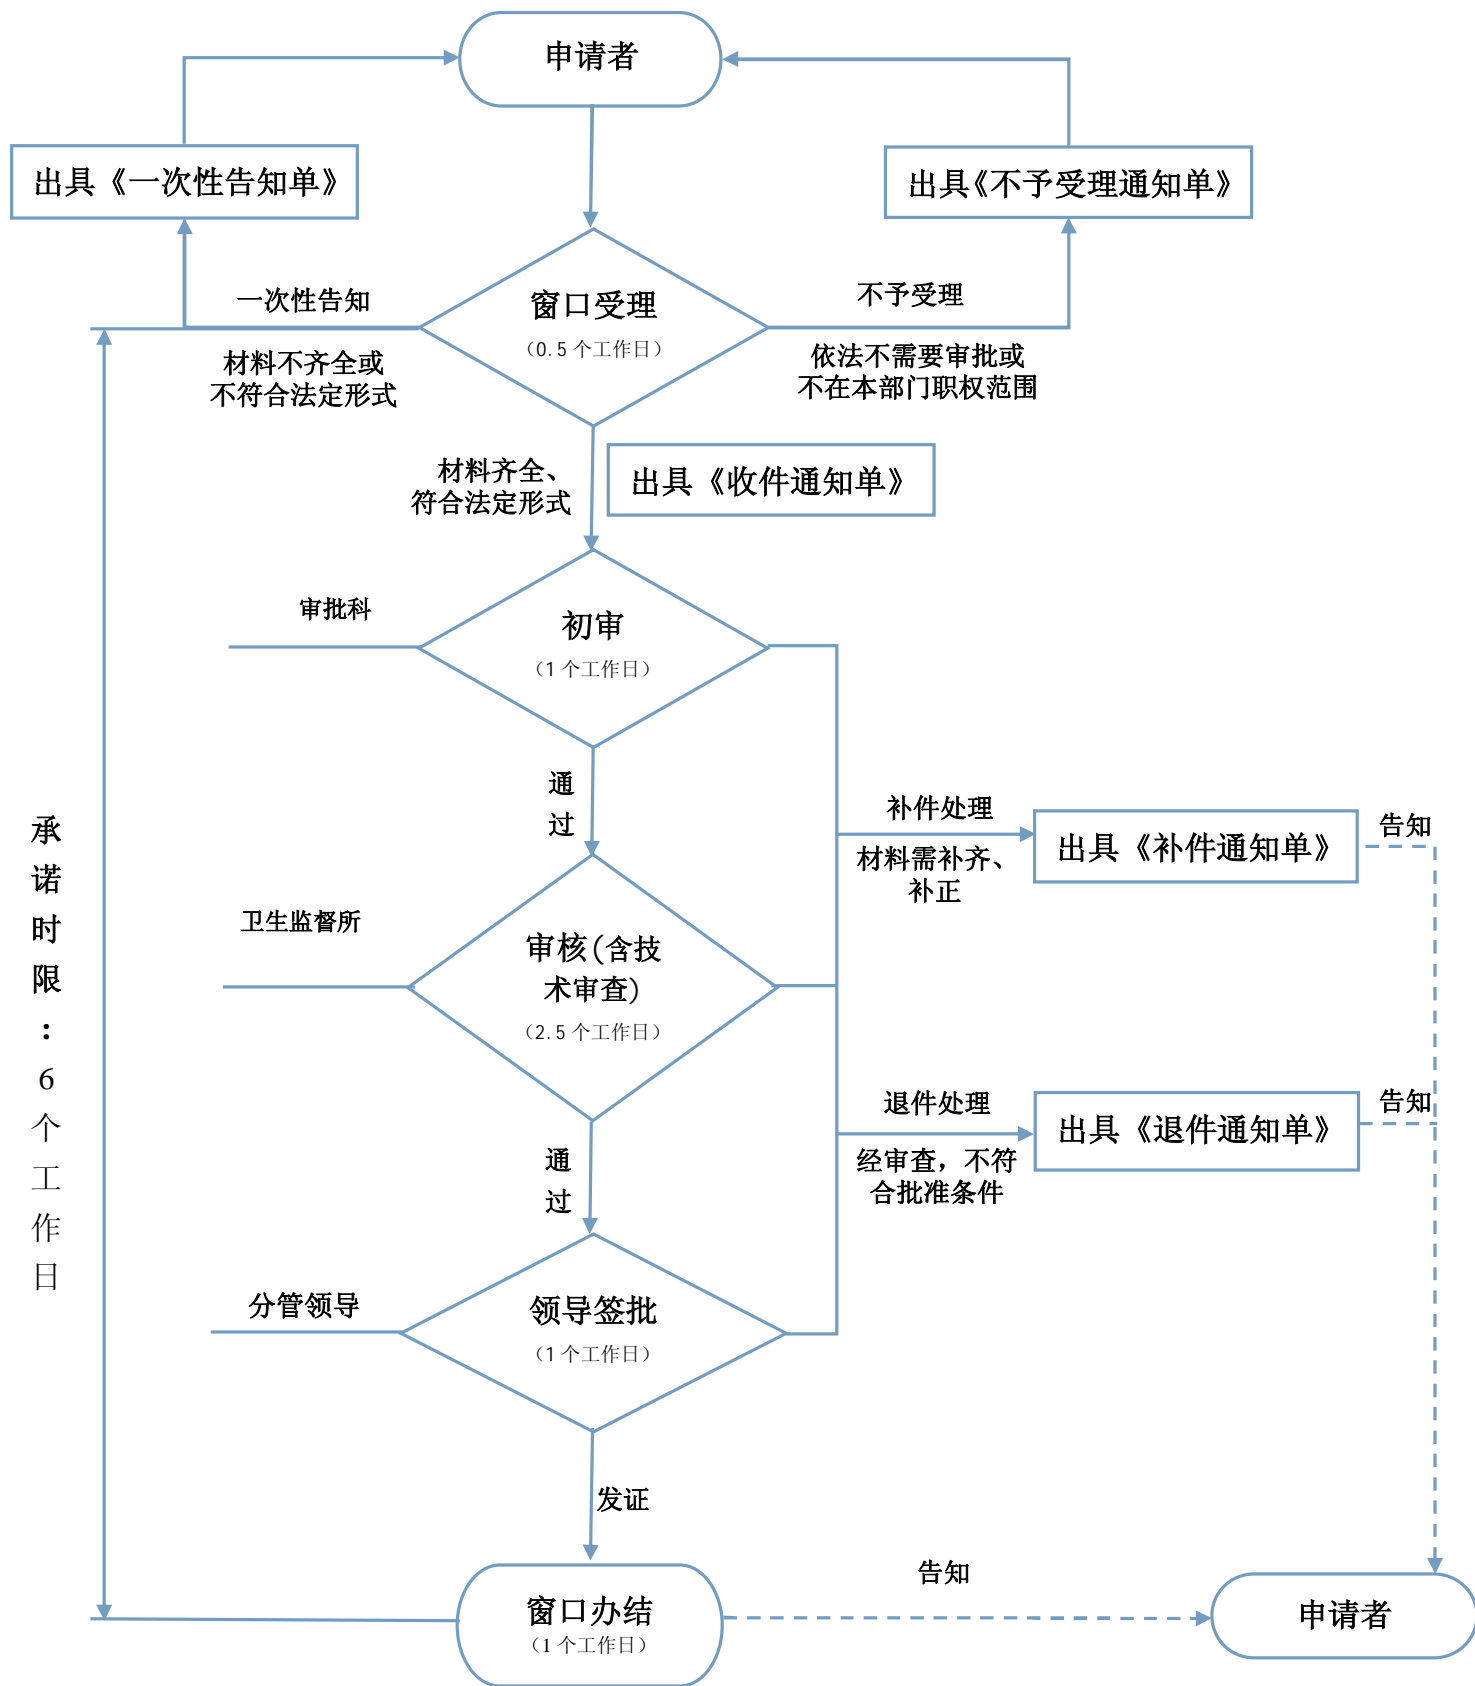 申请者
出具《一次性告知单》
出具《不予受理通知单》
一次性告知
窗口受理
(0.5个工作日)
不予受理
材料不齐全或
不符合法定形式
依法不需要审批或
不在本部门职权范围
材料齐全、
符合法定形式
出具《收件通知单》
审批科
初审
(1个工作日)
通
过
补件处理
材料需补齐、
补正
出具《补件通知单》
告知
承诺时限:6个工作日
卫生监督所
审核(含技
术审查)
(2.5个工作日)
退件处理
经审查，不符
合批准条件
出具《退件通知单》
告知
通
过
分管领导
领导签批
(1个工作日)
发证
窗口办结
(1个工作日)
告知
申请者